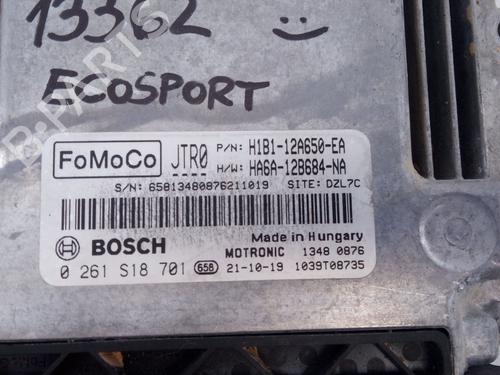 13362
ECOSPORT
FoMoCo JTR0 P/N: H1B1-12A650-EA
H/W: HA6A-12B684-NA
S/N: 65813480876211019 SITE: DZL7C
BOSCH Made in Hungary
MOTRONIC 1348 0876
0 261 S18 701 658 21-10-19 1039T08735